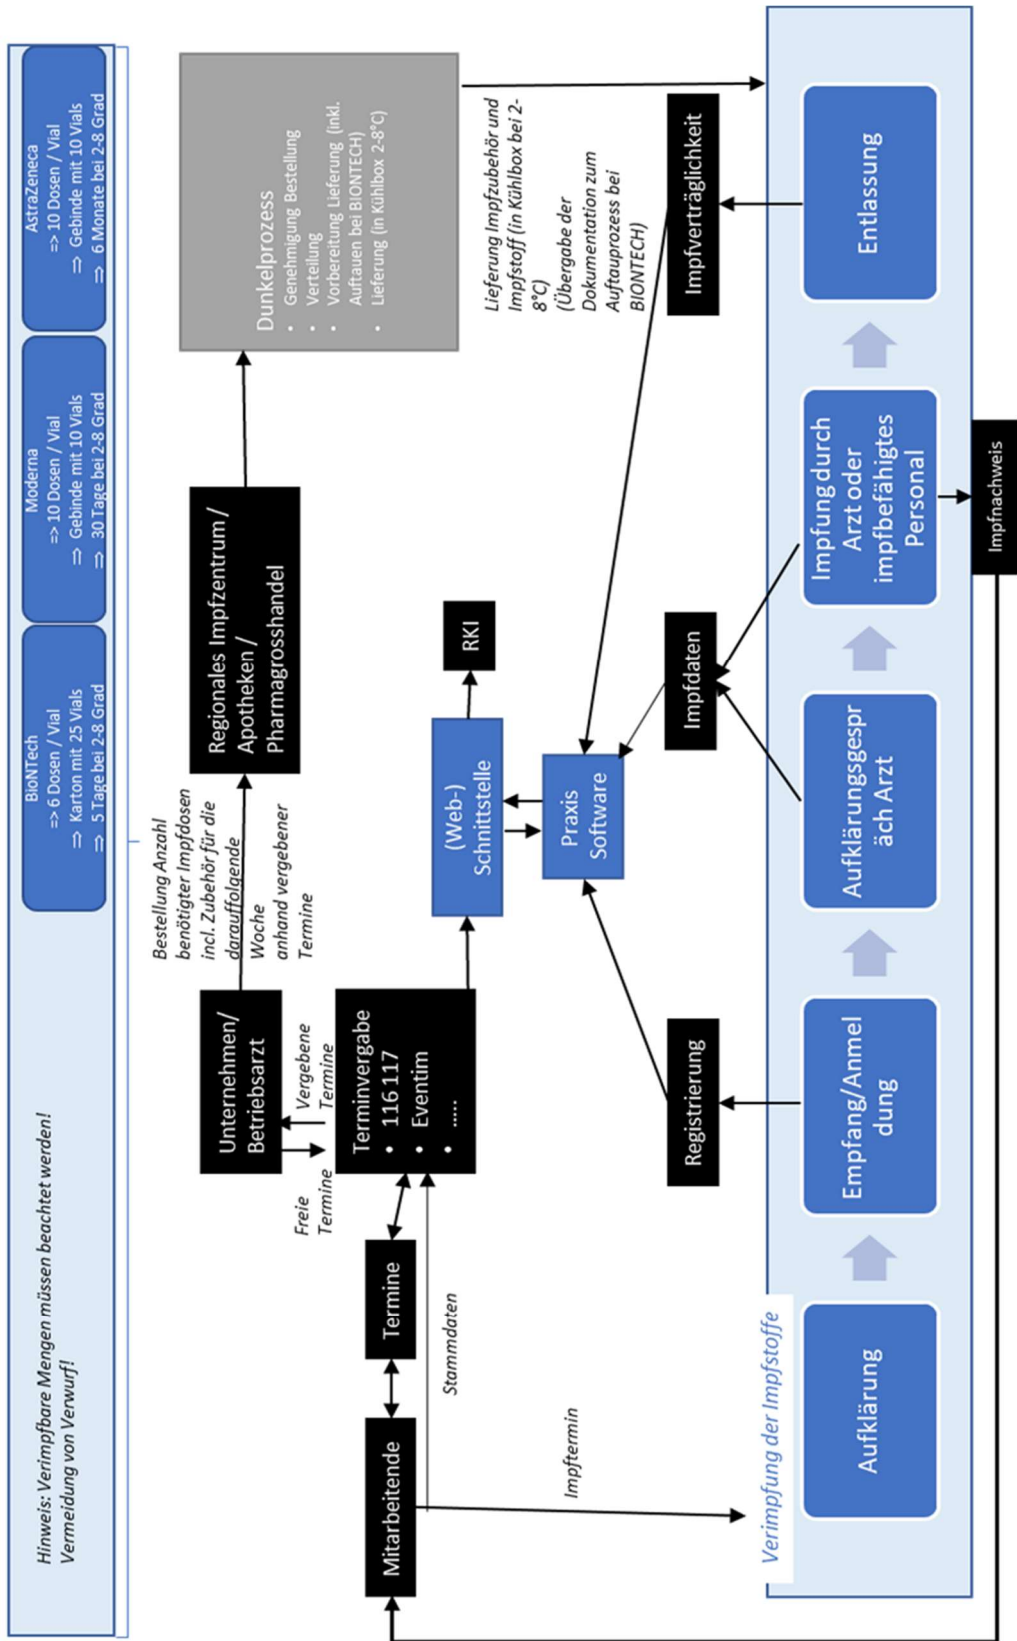 Hinweis: Verimpfbare Mengen müssen beachtet werden!
Vermeidung von Verwurf!
BioNTech
=> 6 Dosen / Vial
⇒ Karton mit 25 Vials
⇒ 5 Tage bei 2-8 Grad
Moderna
=> 10 Dosen / Vial
⇒ Gebinde mit 10 Vials
⇒ 30 Tage bei 2-8 Grad
AstraZeneca
=> 10 Dosen / Vial
⇒ Gebinde mit 10 Vials
⇒ 6 Monate bei 2-8 Grad
Bestellung Anzahl
benötigter Impfdosen
incl. Zubehör für die
darauffolgende
Woche
anhand vergebener
Termine
Unternehmen/
Betriebsarzt
Regionales Impfzentrum /
Apotheken /
Pharmagrosshandel
Dunkelprozess
• Genehmigung Bestellung
• Verteilung
• Vorbereitung Lieferung (inkl.
Auftauen bei BIONTECH)
• Lieferung (in Kühlbox 2-8°C)
Freie
Termine
Vergebene
Termine
Mitarbeitende
Termine
Terminvergabe
• 116 117
• Eventim
• .....
Stammdaten
(Web-)
Schnittstelle
RKI
Praxis
Software
Lieferung Impfzubehör und
Impfstoff (in Kühlbox bei 2-
8°C)
(Übergabe der
Dokumentation zum
Auftauprozess bei
BIONTECH)
Impftermin
Registrierung
Impfdaten
Impfverträglichkeit
Verimpfung der Impfstoffe
Aufklärung
Empfang/Anmel
dung
Aufklärungsgespr
äch Arzt
Impfung durch
Arzt oder
impfbefähigtes
Personal
Entlassung
Impfnachweis